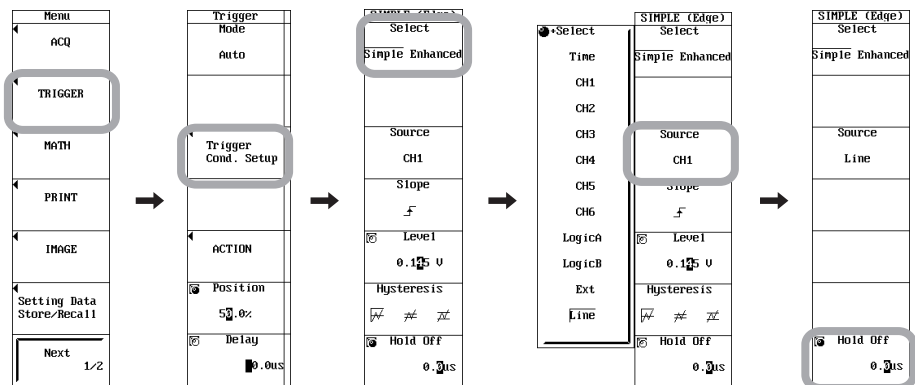 Menu
ACQ
TRIGGER
MATH
PRINT
IMAGE
Setting Data
Store/Recall
Next
1/2
Trigger
Mode
Auto
Trigger
Cond. Setup
ACTION
Position
50.0%
Delay
0.0us
SIMPLE (Edge)
Select
Simple Enhanced
Source
CH1
Slope
Level
0.145 V
Hysteresis
Hold Off
0.0us
Select
Time
CH1
CH2
CH3
CH4
CH5
CH6
LogicA
LogicB
Ext
Line
SIMPLE (Edge)
Select
Simple Enhanced
Source
CH1
Slope
Level
0.145 V
Hysteresis
Hold Off
0.0us
SIMPLE (Edge)
Select
Simple Enhanced
Source
Line
Hold Off
0.0us